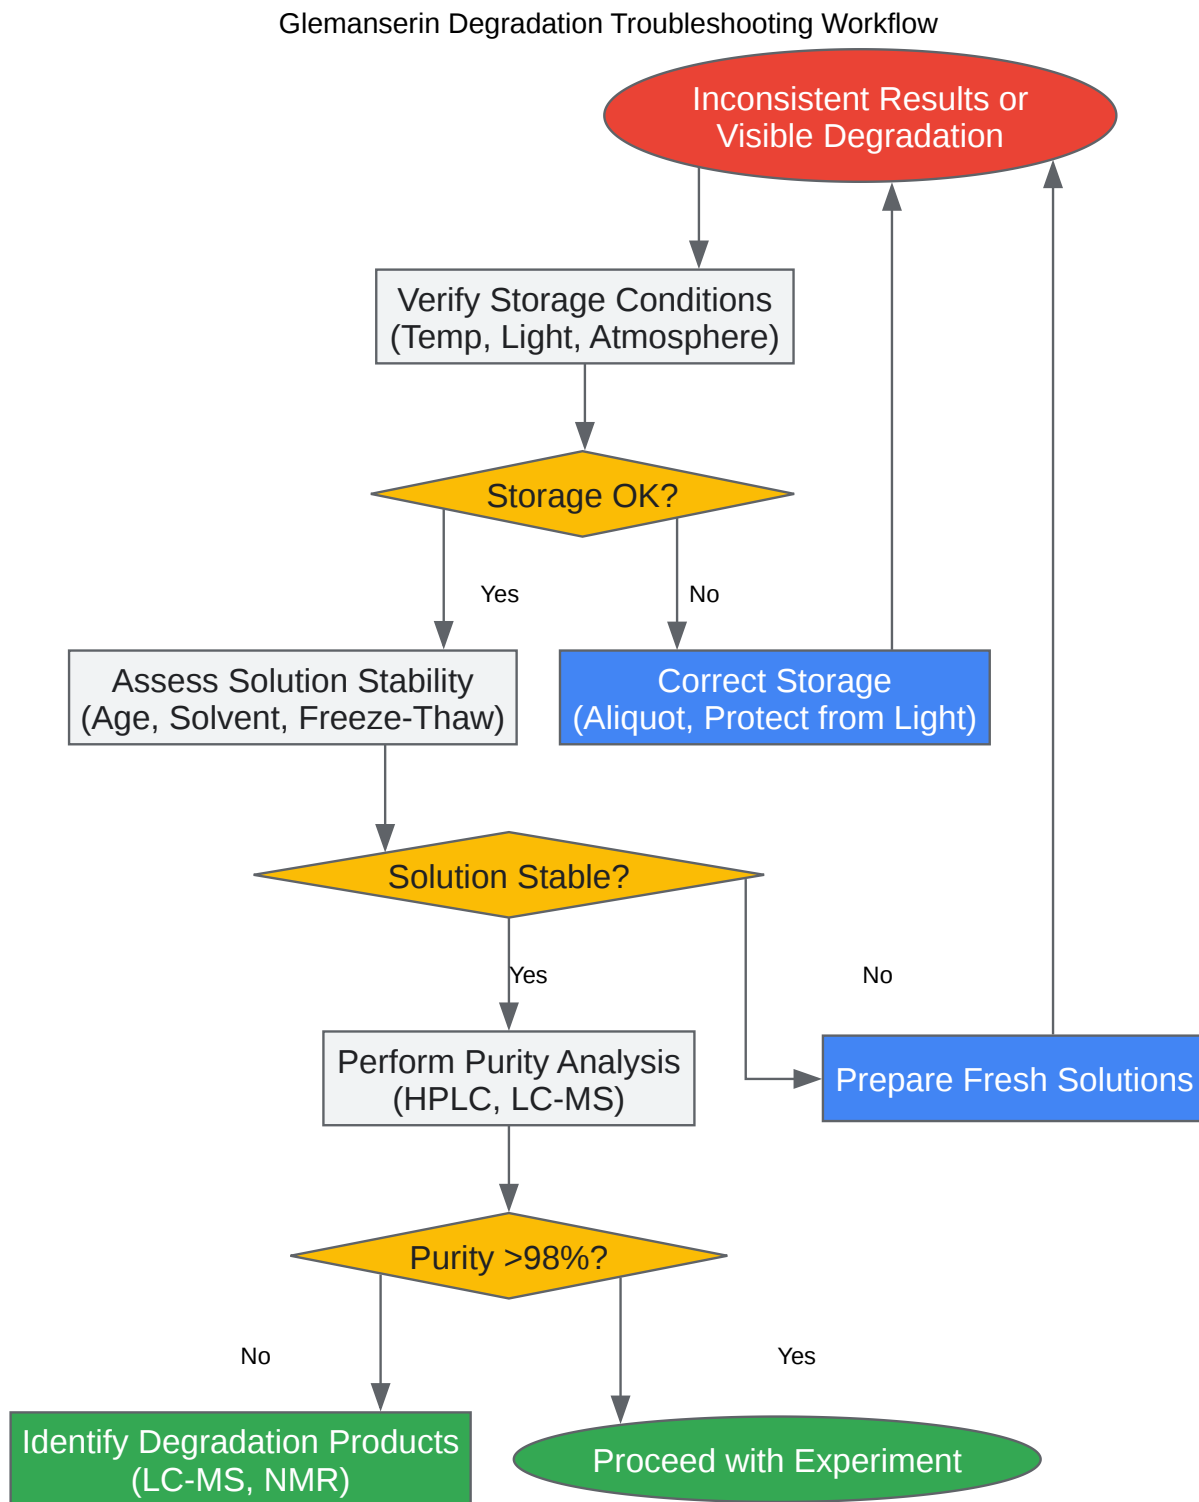 Glemanserin Degradation Troubleshooting Workflow
Inconsistent Results or
Visible Degradation
Verify Storage Conditions
(Temp, Light, Atmosphere)
Storage OK?
Yes
No
Assess Solution Stability
(Age, Solvent, Freeze-Thaw)
Correct Storage
(Aliquot, Protect from Light)
Solution Stable?
Yes
No
Perform Purity Analysis
(HPLC, LC-MS)
Prepare Fresh Solutions
Purity >98%?
No
Yes
Identify Degradation Products
(LC-MS, NMR)
Proceed with Experiment